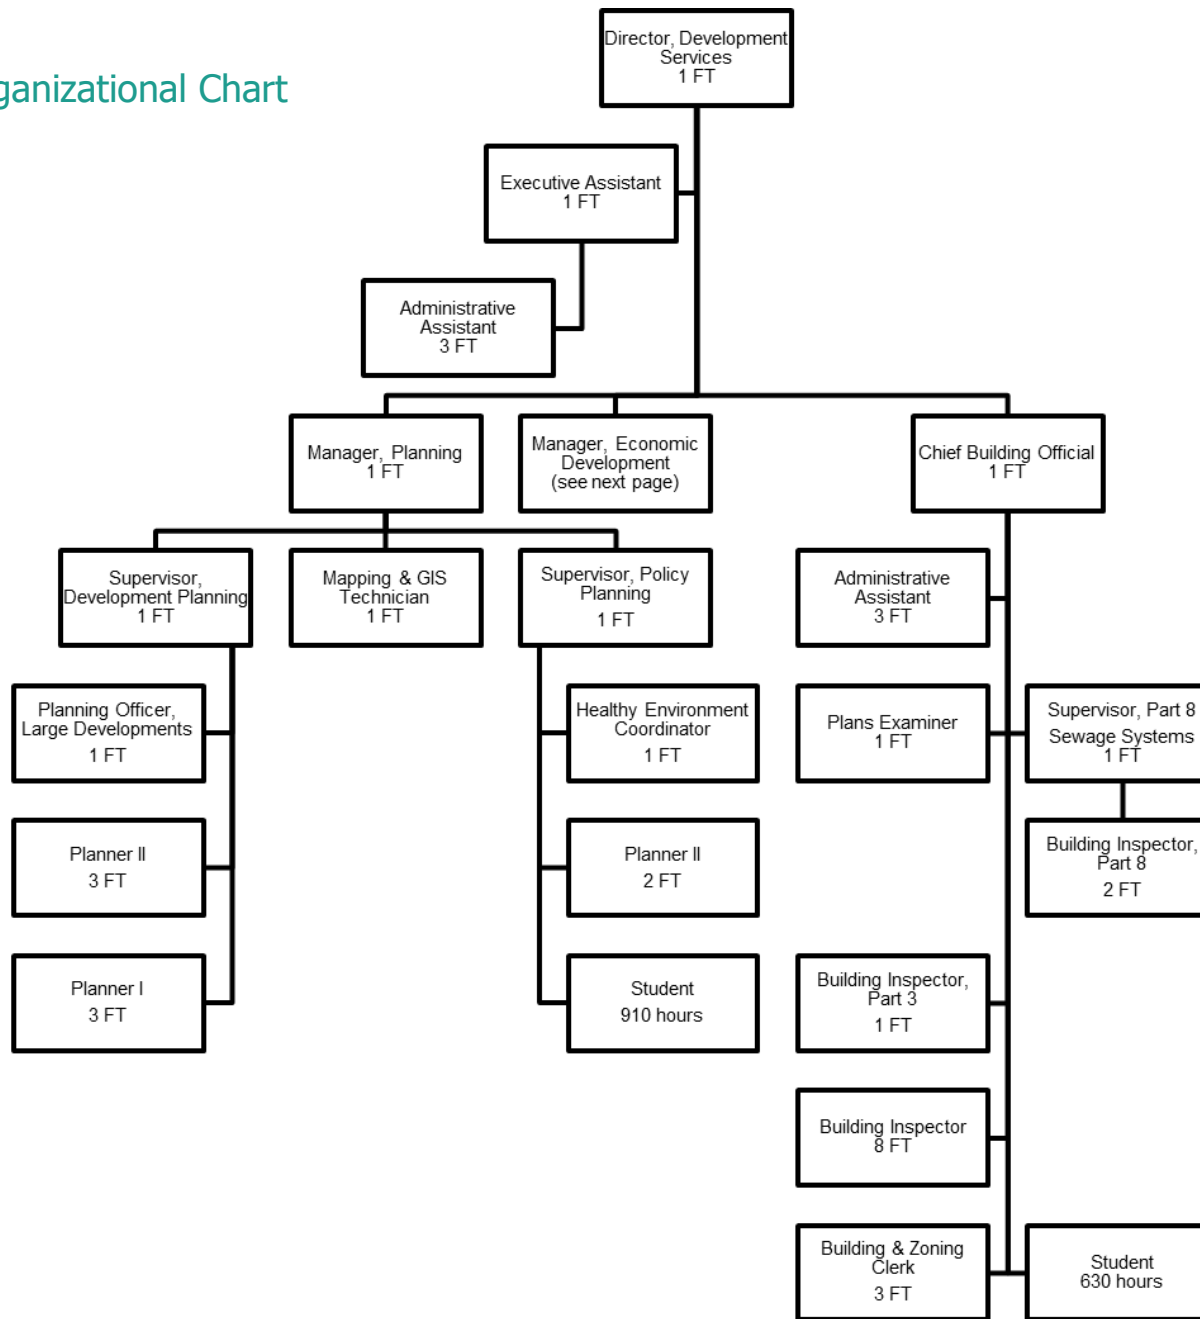 ganizational Chart
Director, Development
Services
1 FT
Executive Assistant
1 FT
Administrative
Assistant
3 FT
Manager, Planning
1 FT
Manager, Economic
Development
(see next page)
Chief Building Official
1 FT
Supervisor,
Development Planning
1 FT
Mapping & GIS
Technician
1 FT
Supervisor, Policy
Planning
1 FT
Administrative
Assistant
3 FT
Planning Officer,
Large Developments
1 FT
Healthy Environment
Coordinator
1 FT
Plans Examiner
1 FT
Supervisor, Part 8
Sewage Systems
1 FT
Planner II
3 FT
Planner II
2 FT
Building Inspector,
Part 8
2 FT
Planner I
3 FT
Student
910 hours
Building Inspector,
Part 3
1 FT
Building Inspector
8 FT
Building & Zoning
Clerk
3 FT
Student
630 hours